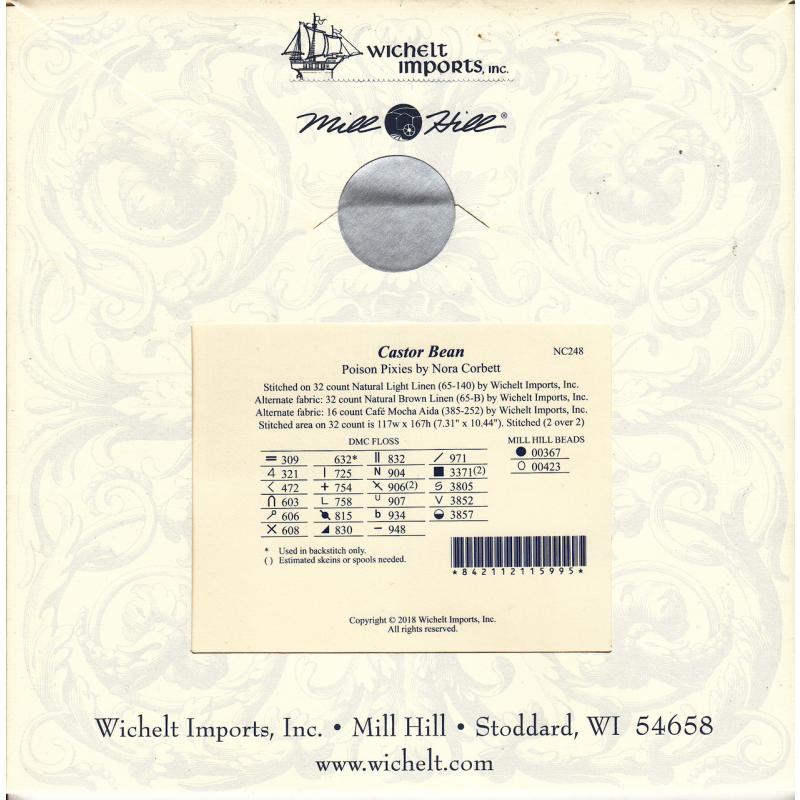 wichelt
imports, inc.
Mill Hill®
Castor Bean NC248
Poison Pixies by Nora Corbett
Stitched on 32 count Natural Light Linen (65-140) by Wichelt Imports, Inc.
Alternate fabric: 32 count Natural Brown Linen (65-B) by Wichelt Imports, Inc.
Alternate fabric: 16 count Café Mocha Aida (385-252) by Wichelt Imports, Inc.
Stitched area on 32 count is 117w x 167h (7.31" x 10.44"). Stitched (2 over 2)
DMC FLOSS MILL HILL BEADS
= 309 632* || 832 / 971 ● 00367
4 321 | 725 N 904 ■ 3371(2) O 00423
< 472 + 754 906(2) S 3805
∩ 603 L 758 U 907 V 3852
606 815 b 934 3857
X 608 ◢ 830 – 948
* Used in backstitch only.
( ) Estimated skeins or spools needed.
*842112115995*
Copyright © 2018 Wichelt Imports, Inc.
All rights reserved.
Wichelt Imports, Inc. • Mill Hill • Stoddard, WI 54658
www.wichelt.com